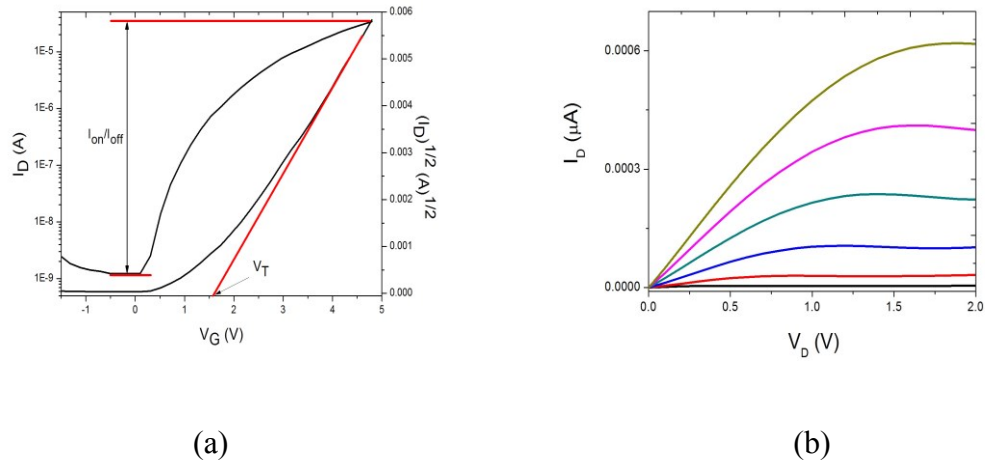 1E-5
1E-6
1E-7
1E-8
1E-9
I_D (A)
I_on/I_off
V_T
-1 0 1 2 3 4 5
V_G (V)
0.006
0.005
0.004
0.003
0.002
0.001
0.000
(I_D)^1/2 (A)^1/2
(a)
0.0006
0.0003
0.0000
I_D (μA)
0.0 0.5 1.0 1.5 2.0
V_D (V)
(b)